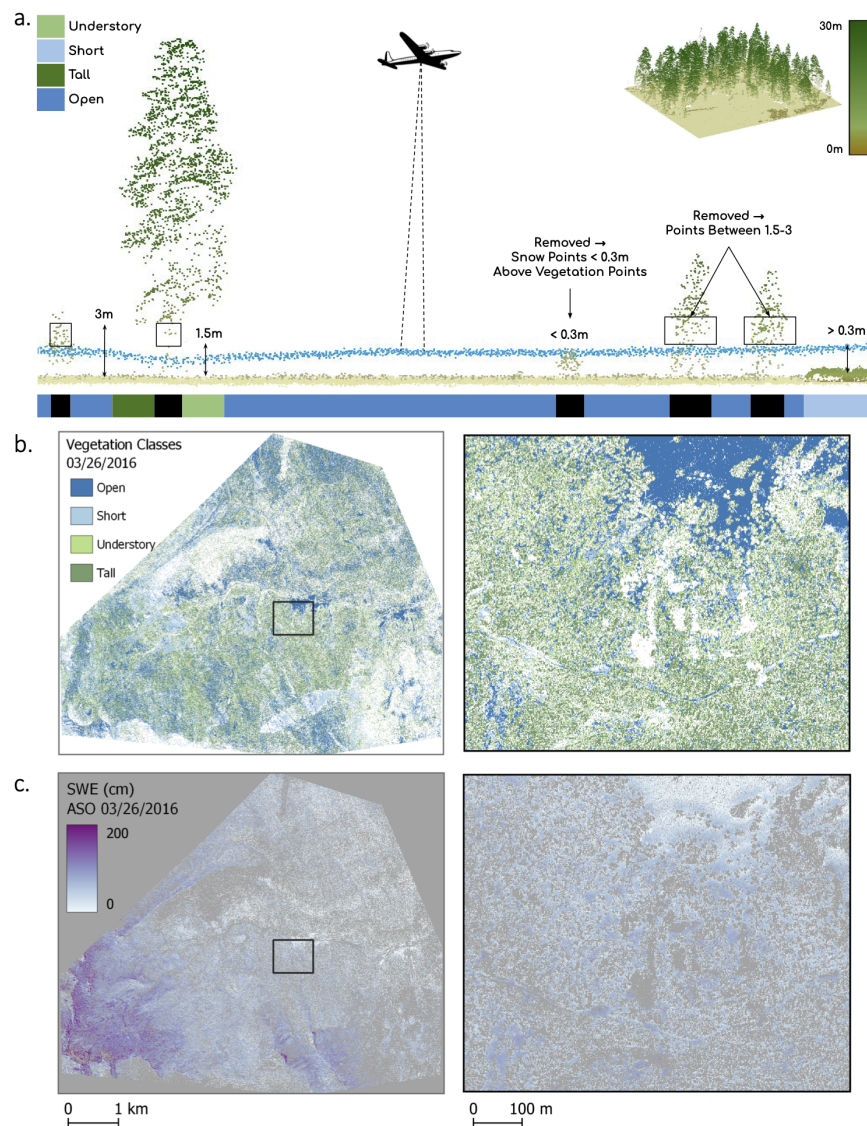 a.
Understory
Short
Tall
Open
30m
0m
Removed →
Snow Points < 0.3m
Above Vegetation Points
Removed →
Points Between 1.5-3
3m
1.5m
< 0.3m
> 0.3m
b.
Vegetation Classes
03/26/2016
Open
Short
Understory
Tall
c.
SWE (cm)
ASO 03/26/2016
200
0
0 1 km
0 100 m